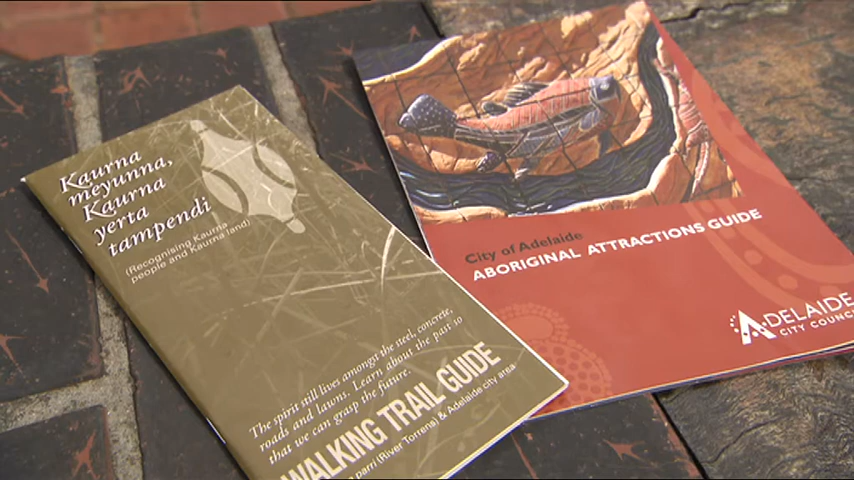 Kaurna
meyunna,
Kaurna
yerta
tampendi
(Recognising Kaurna
people and Kaurna land)
The spirit still lives amongst the steel, concrete,
roads and lawns. Learn about the past so
that we can grasp the future.
WALKING TRAIL GUIDE
parri (River Torrens) & Adelaide city area
City of Adelaide
ABORIGINAL ATTRACTIONS GUIDE
ADELAIDE
CITY COUNCI